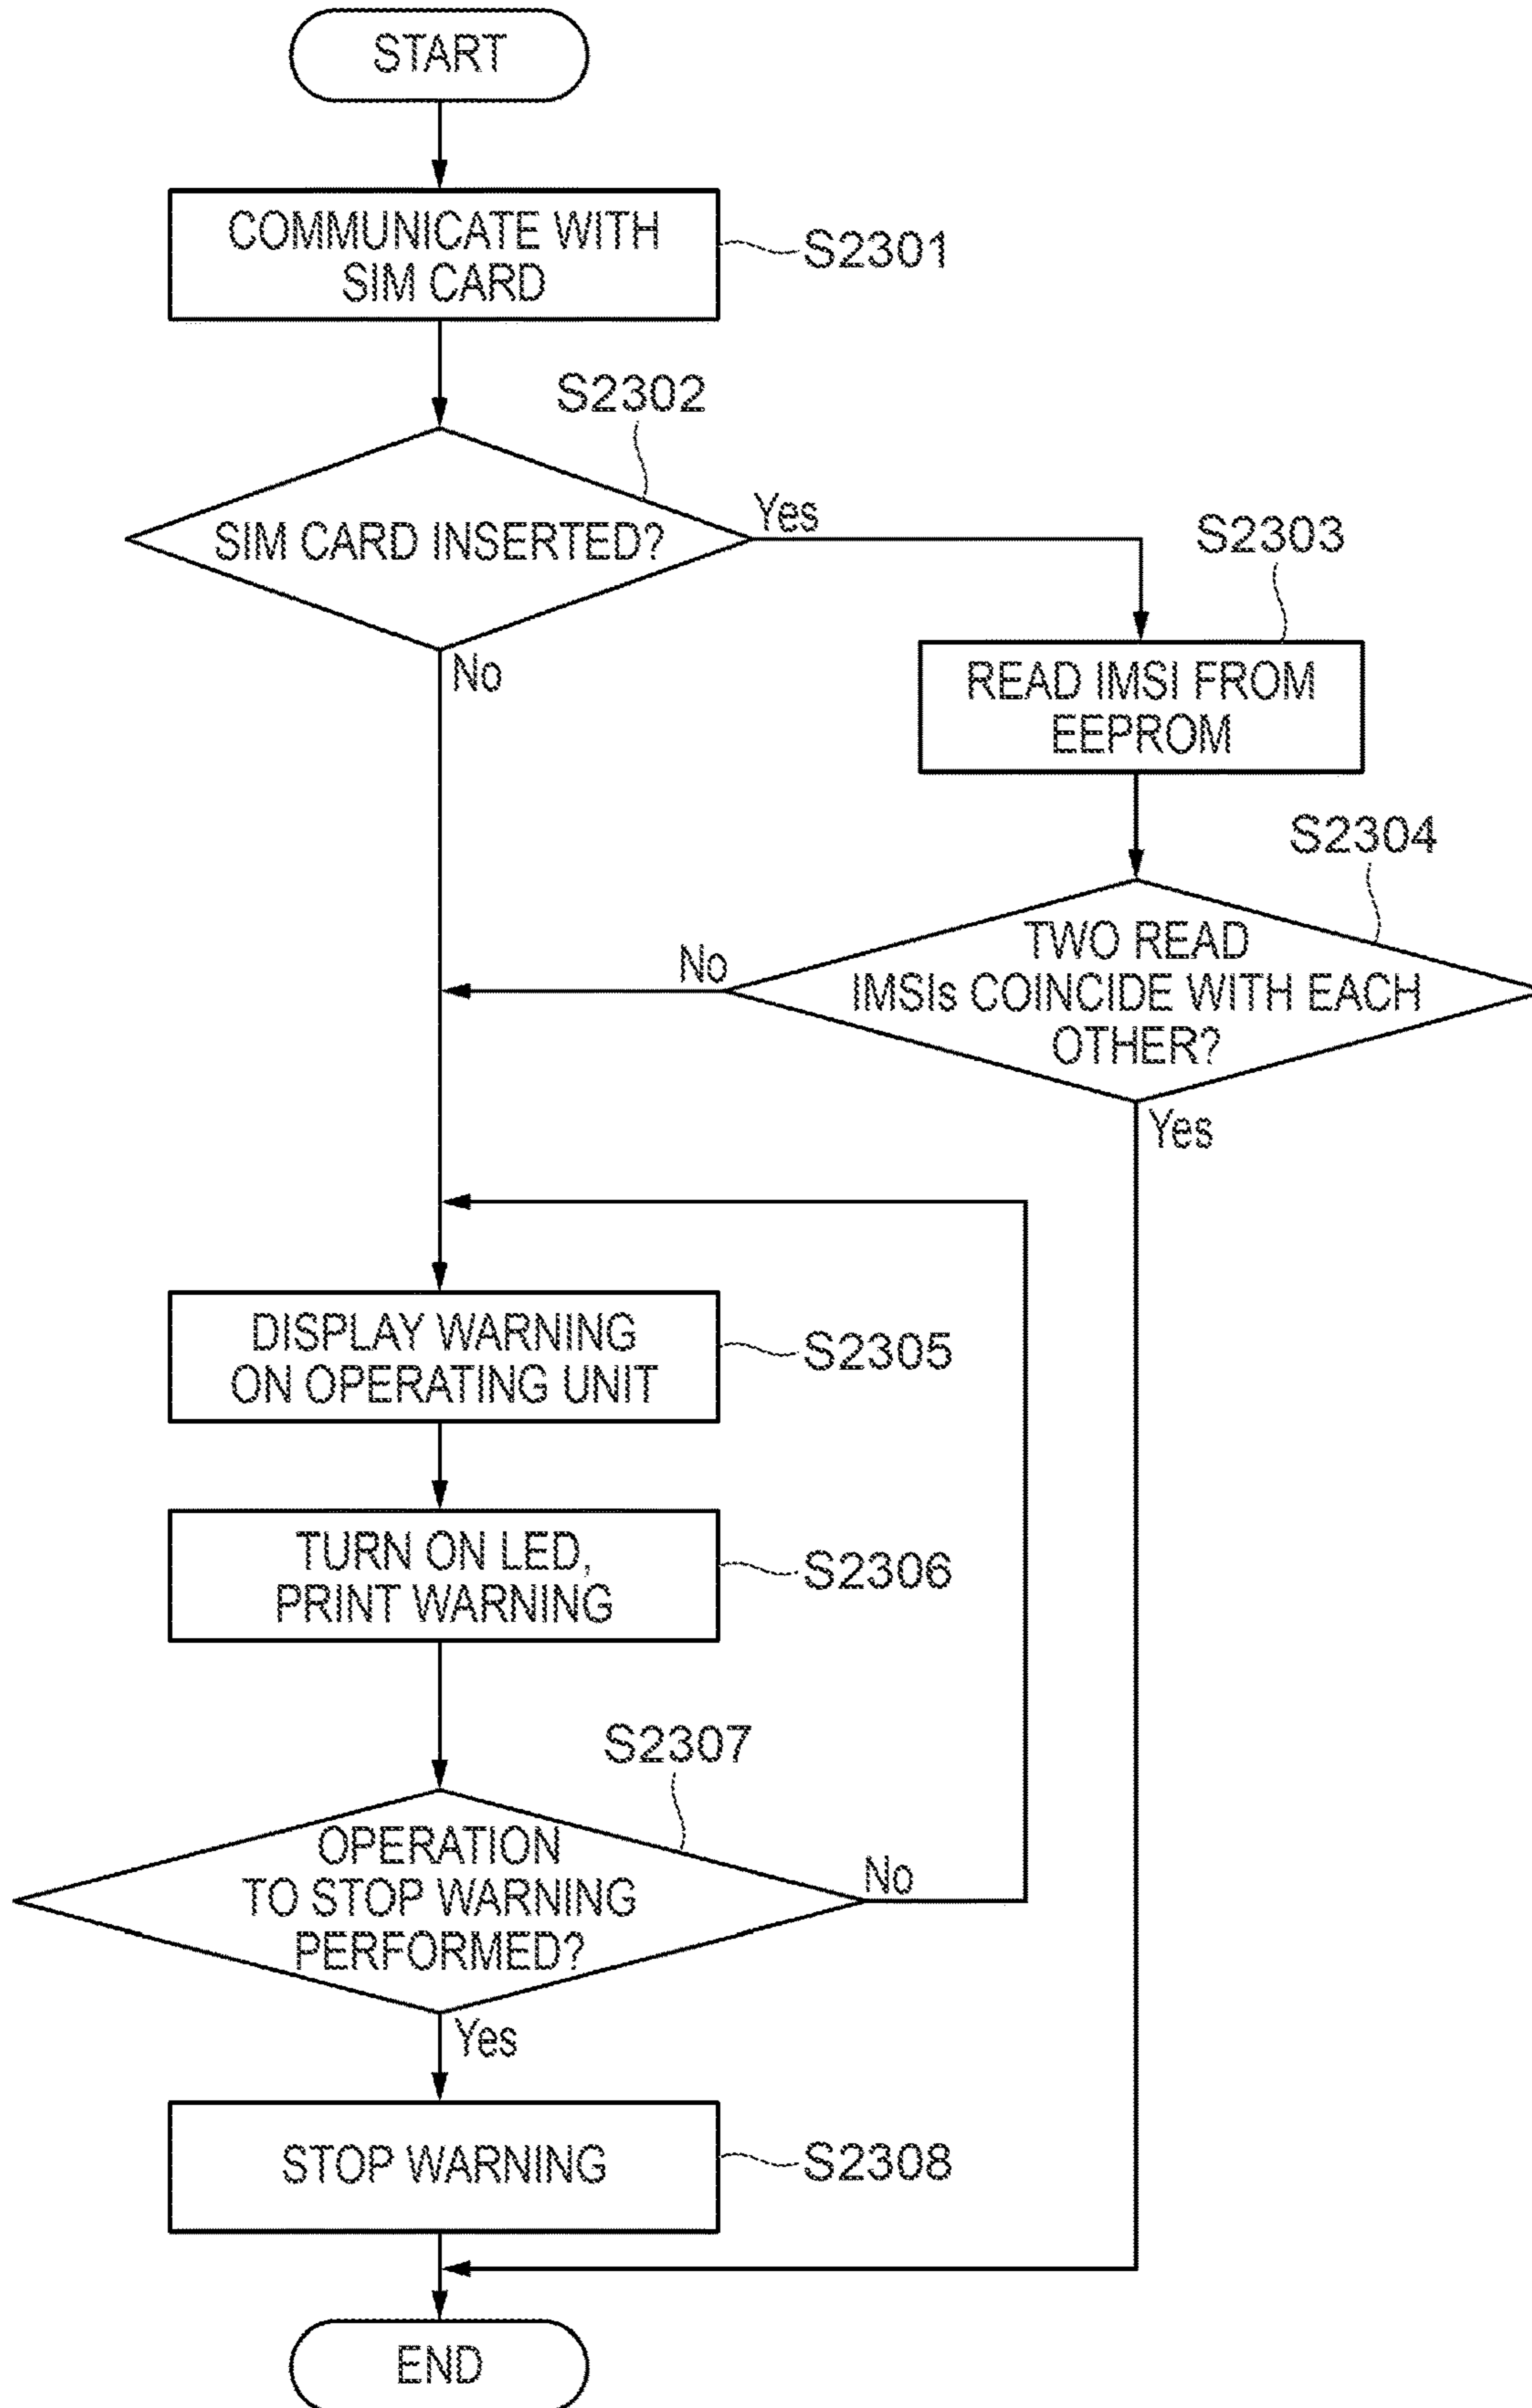 START
COMMUNICATE WITH
SIM CARD
S2301
S2302
SIM CARD INSERTED?
Yes
No
S2303
READ IMSI FROM
EEPROM
S2304
TWO READ
IMSIs COINCIDE WITH EACH
OTHER?
No
Yes
DISPLAY WARNING
ON OPERATING UNIT
S2305
TURN ON LED,
PRINT WARNING
S2306
S2307
OPERATION
TO STOP WARNING
PERFORMED?
No
Yes
STOP WARNING
S2308
END